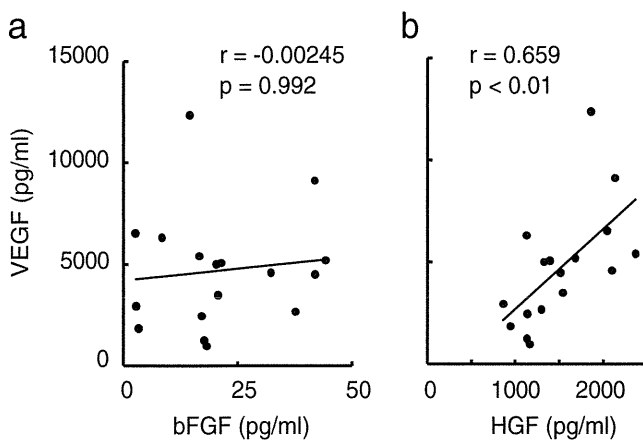 a
r = -0.00245
p = 0.992
VEGF (pg/ml)
15000
10000
5000
0
0 25 50
bFGF (pg/ml)
b
r = 0.659
p < 0.01
0 1000 2000
HGF (pg/ml)